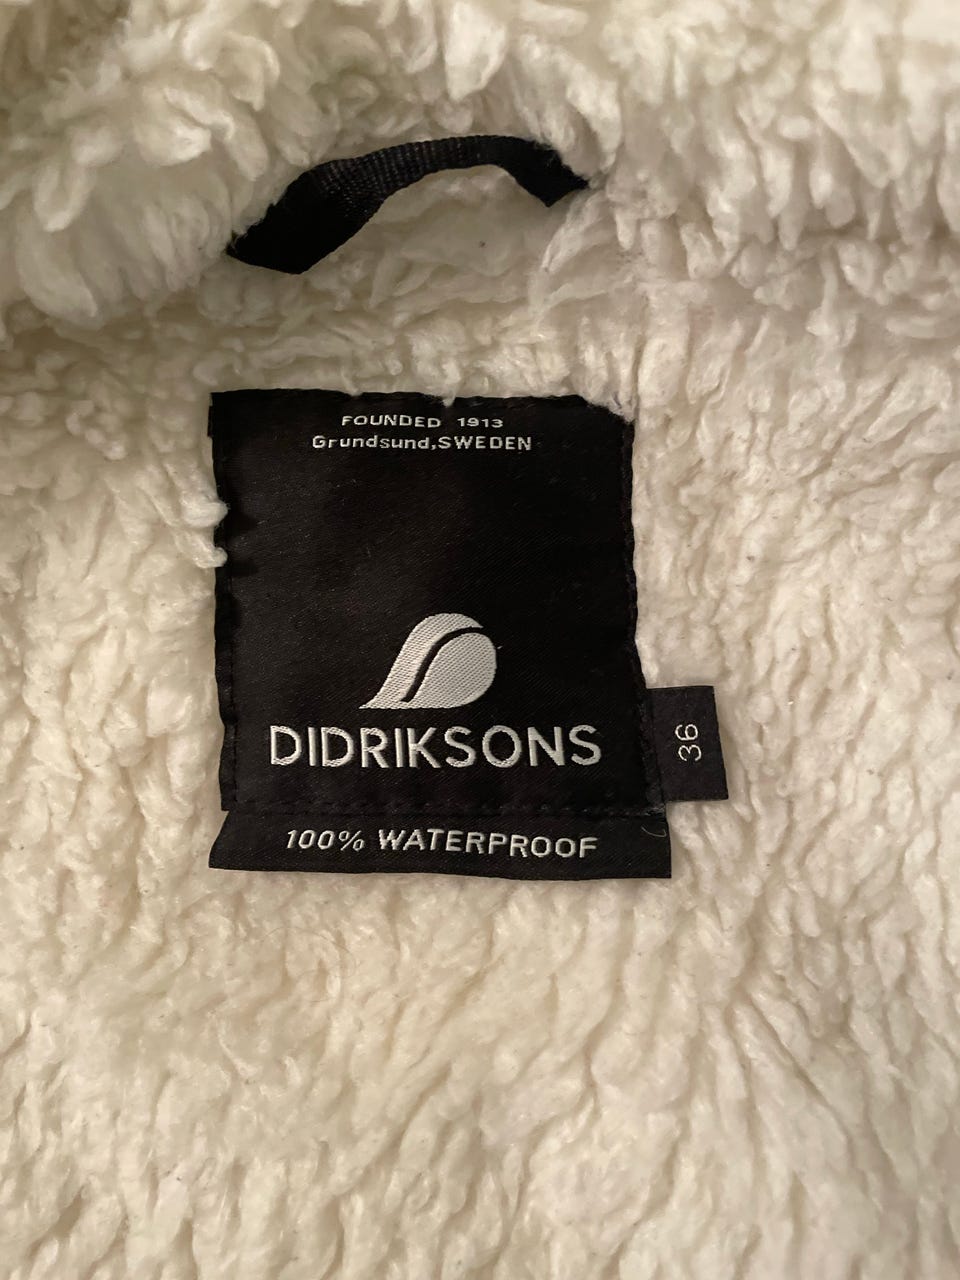 FOUNDED 1913
Grundsund,SWEDEN
DIDRIKSONS
36
100% WATERPROOF